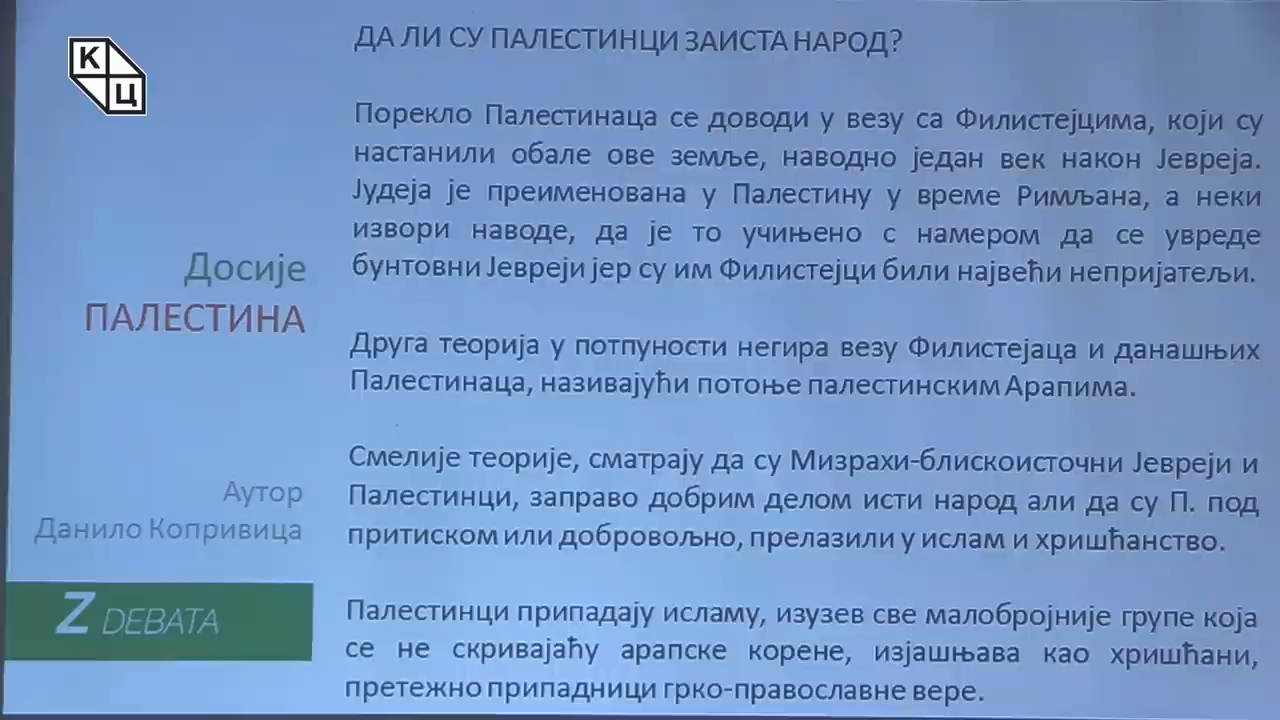 К
Ц
ДА ЛИ СУ ПАЛЕСТИНЦИ ЗАИСТА НАРОД?
Порекло Палестинаца се доводи у везу са Филистејцима, који су
настанили обале ове земље, наводно један век након Јевреја.
Јудеја је преименована у Палестину у време Римљана, а неки
извори наводе, да је то учињено с намером да се увреде
бунтовни Јевреји јер су им Филистејци били највећи непријатељи.
Друга теорија у потпуности негира везу Филистејаца и данашњих
Палестинаца, називајући потоње палестинским Арапима.
Смелије теорије, сматрају да су Мизрахи-блискоисточни Јевреји и
Палестинци, заправо добрим делом исти народ али да су П. под
притиском или добровољно, прелазили у ислам и хришћанство.
Палестинци припадају исламу, изузев све малобројније групе која
се не скривајаћу арапске корене, изјашњава као хришћани,
претежно припадници грко-православне вере.
Досије
ПАЛЕСТИНА
Аутор
Данило Копривица
Z DEBATA